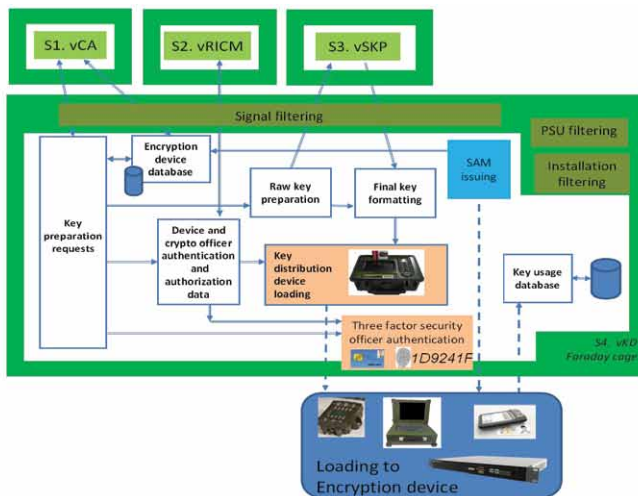 S1. vCA
S2. vRICM
S3. vSKP
Signal filtering
PSU filtering
Installation
filtering
Encryption
device
database
SAM
issuing
Raw key
preparation
Final key
formatting
Key
preparation
requests
Device and
crypto officer
authentication
and
authorization
data
Key
distribution
device
loading
Key usage
database
Three factor security
officer authentication
1D9241F
S4. vKD
Faraday cage
Loading to
Encryption device